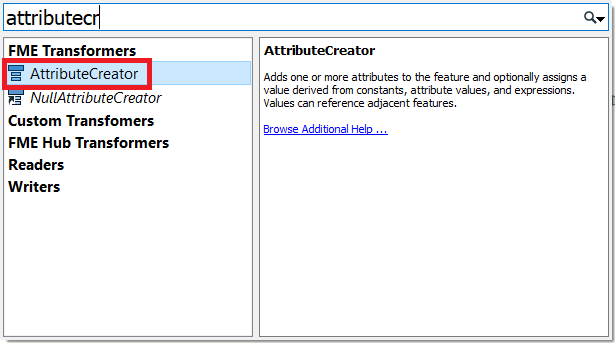 attributecr
FME Transformers
AttributeCreator
NullAttributeCreator
Custom Transfomers
FME Hub Transformers
Readers
Writers
AttributeCreator
Adds one or more attributes to the feature and optionally assigns a
value derived from constants, attribute values, and expressions.
Values can reference adjacent features.
Browse Additional Help ...